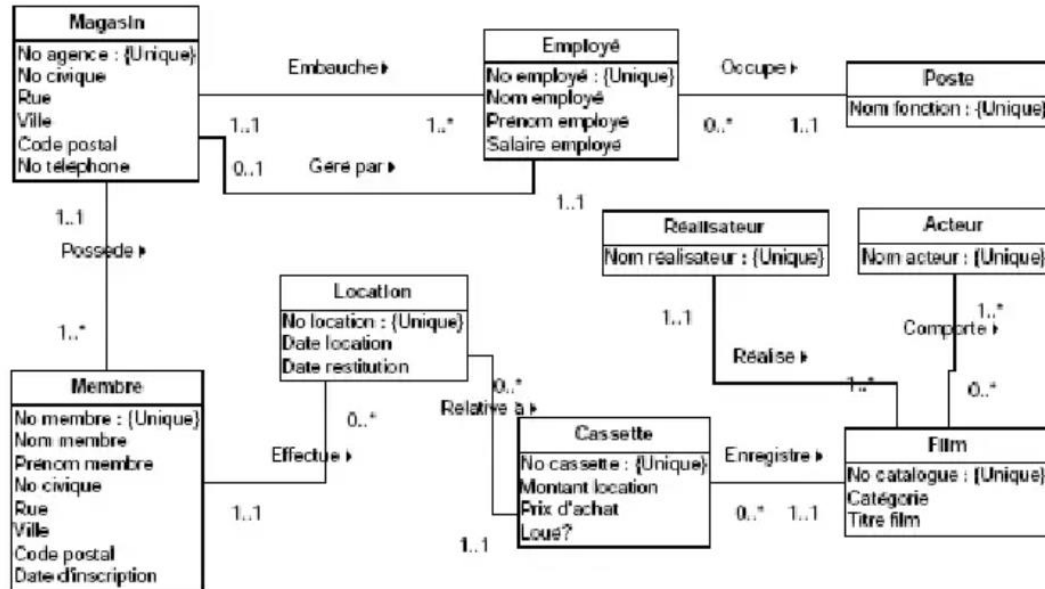 Magasin
No agence : {Unique}
No civique
Rue
Ville
Code postal
No téléphone
Embauche
1..1
1..*
0..1
Géré par
1..1
Employé
No employé : {Unique}
Nom employé
Prénom employé
Salaire employé
Occupe
0..*
1..1
Poste
Nom fonction : {Unique}
1..1
Possède
1..*
Réalisateur
Nom réalisateur : {Unique}
Acteur
Nom acteur : {Unique}
1..1
Réalise
1..*
1..*
Comporte
0..*
Location
No location : {Unique}
Date location
Date restitution
0..*
Relative à
1..1
0..*
Effectue
1..1
Membre
No membre : {Unique}
Nom membre
Prénom membre
No civique
Rue
Ville
Code postal
Date d'inscription
Cassette
No cassette : {Unique}
Montant location
Prix d'achat
Loué?
Enregistre
0..*
1..1
Film
No catalogue : {Unique}
Catégorie
Titre film